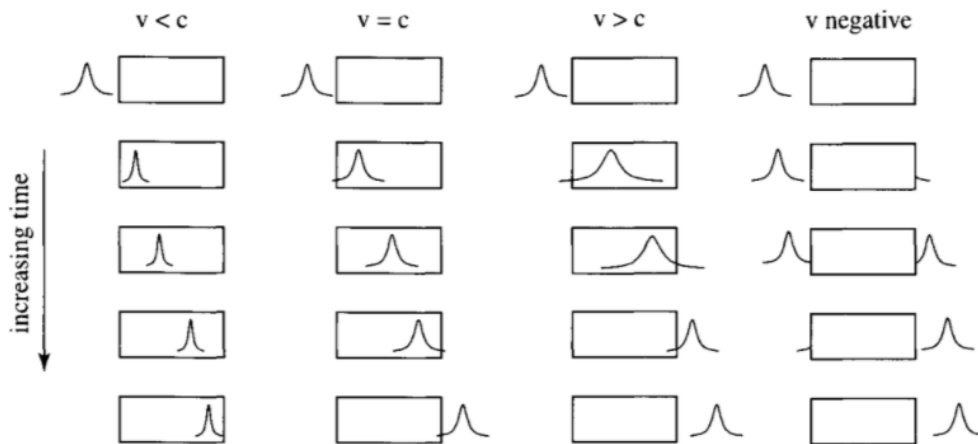 v < c
v = c
v > c
v negative
increasing time